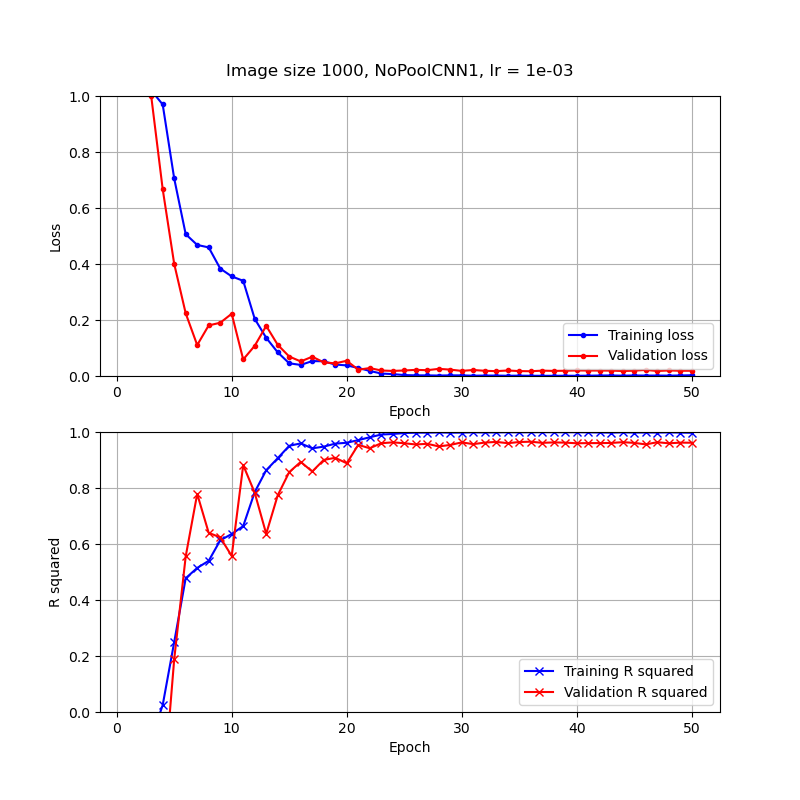 Image size 1000, NoPoolCNN1, lr = 1e-03
1.0
0.8
0.6
0.4
0.2
0.0
Loss
Training loss
Validation loss
0 10 20 30 40 50
Epoch
1.0
0.8
0.6
0.4
0.2
0.0
R squared
Training R squared
Validation R squared
0 10 20 30 40 50
Epoch